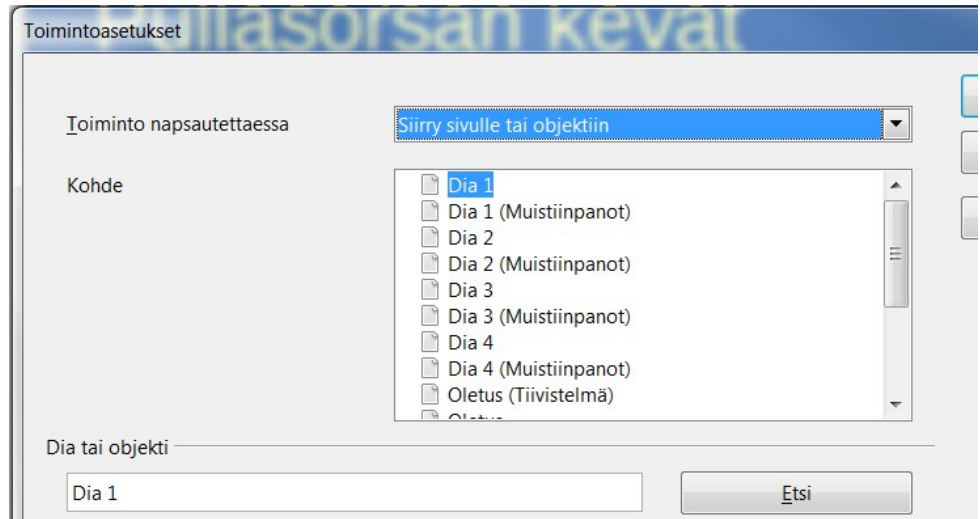 Pullasorsan kevät
Toimintoasetukset
Toiminto napsautettaessa
Siirry sivulle tai objektiin
Kohde
Dia 1
Dia 1 (Muistiinpanot)
Dia 2
Dia 2 (Muistiinpanot)
Dia 3
Dia 3 (Muistiinpanot)
Dia 4
Dia 4 (Muistiinpanot)
Oletus (Tiivistelmä)
Oletus
Dia tai objekti
Dia 1
Etsi